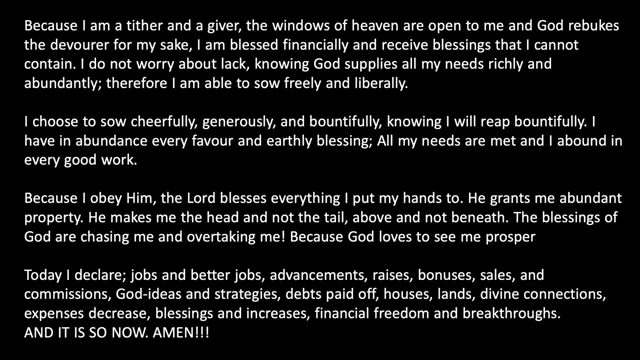 Because I am a tither and a giver, the windows of heaven are open to me and God rebukes
the devourer for my sake, I am blessed financially and receive blessings that I cannot
contain. I do not worry about lack, knowing God supplies all my needs richly and
abundantly; therefore I am able to sow freely and liberally.
I choose to sow cheerfully, generously, and bountifully, knowing I will reap bountifully. I
have in abundance every favour and earthly blessing; All my needs are met and I abound in
every good work.
Because I obey Him, the Lord blesses everything I put my hands to. He grants me abundant
property. He makes me the head and not the tail, above and not beneath. The blessings of
God are chasing me and overtaking me! Because God loves to see me prosper
Today I declare; jobs and better jobs, advancements, raises, bonuses, sales, and
commissions, God-ideas and strategies, debts paid off, houses, lands, divine connections,
expenses decrease, blessings and increases, financial freedom and breakthroughs.
AND IT IS SO NOW. AMEN!!!